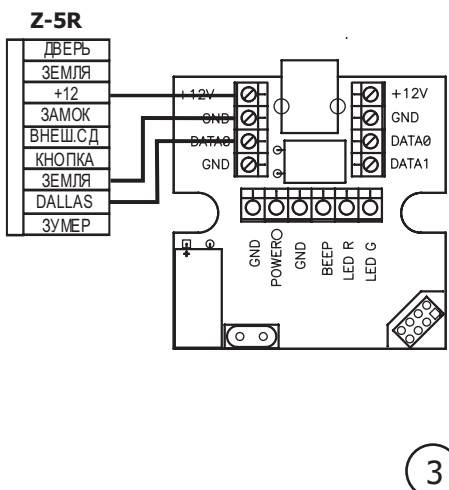 Z-5R
ДВЕРЬ
ЗЕМЛЯ
+12
ЗАМОК
ВНЕШ.СД
КНОПКА
ЗЕМЛЯ
DALLAS
ЗУМЕР
+12V
GND
DATA0
GND
+12V
GND
DATA0
DATA1
GND
POWER
GND
BEEP
LED R
LED G
+
3